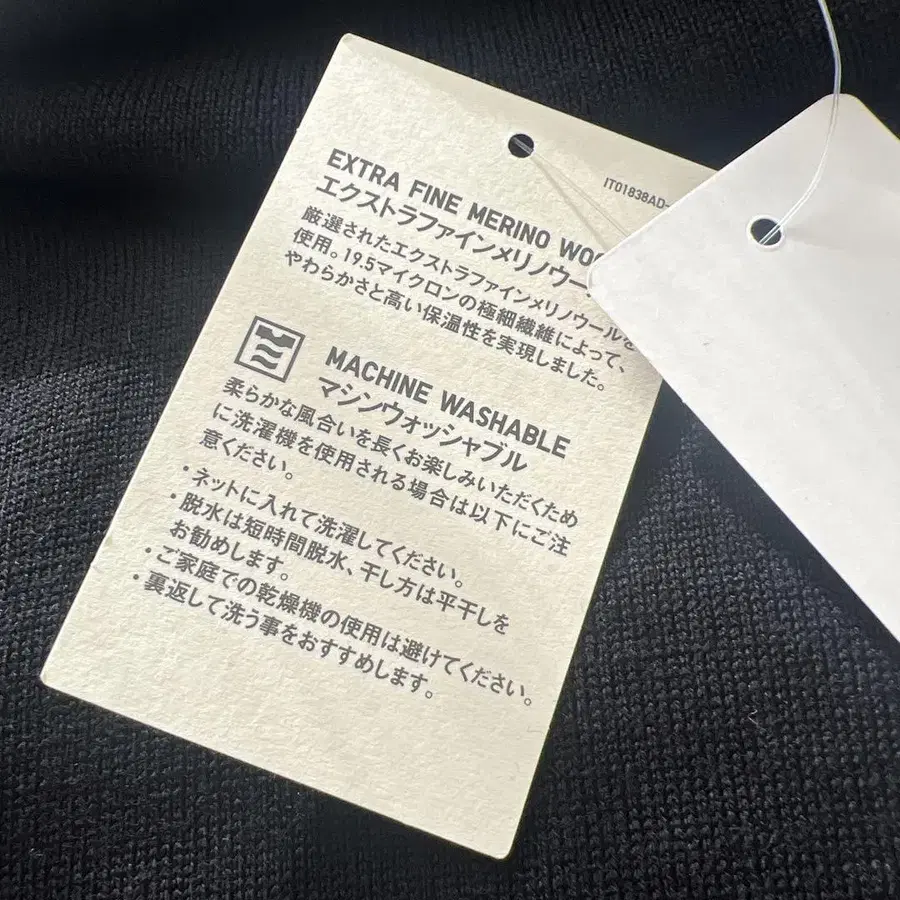 IT01838AD-
EXTRA FINE MERINO
エクストラファインメリノウー
厳選されたエクストラファインメリノウール
使用。19.5マイクロンの極細繊維によって、
やわらかさと高い保温性を実現しました。
MACHINE WASHABLE
マシンウォッシャブル
柔らかな風合いを長くお楽しみいただくため
に洗濯機を使用される場合は以下にご注
意ください。
・ネットに入れて洗濯してください。
・脱水は短時間脱水、干し方は平干しを
お勧めします。
・ご家庭での乾燥機の使用は避けてください。
・裏返して洗う事をおすすめします。